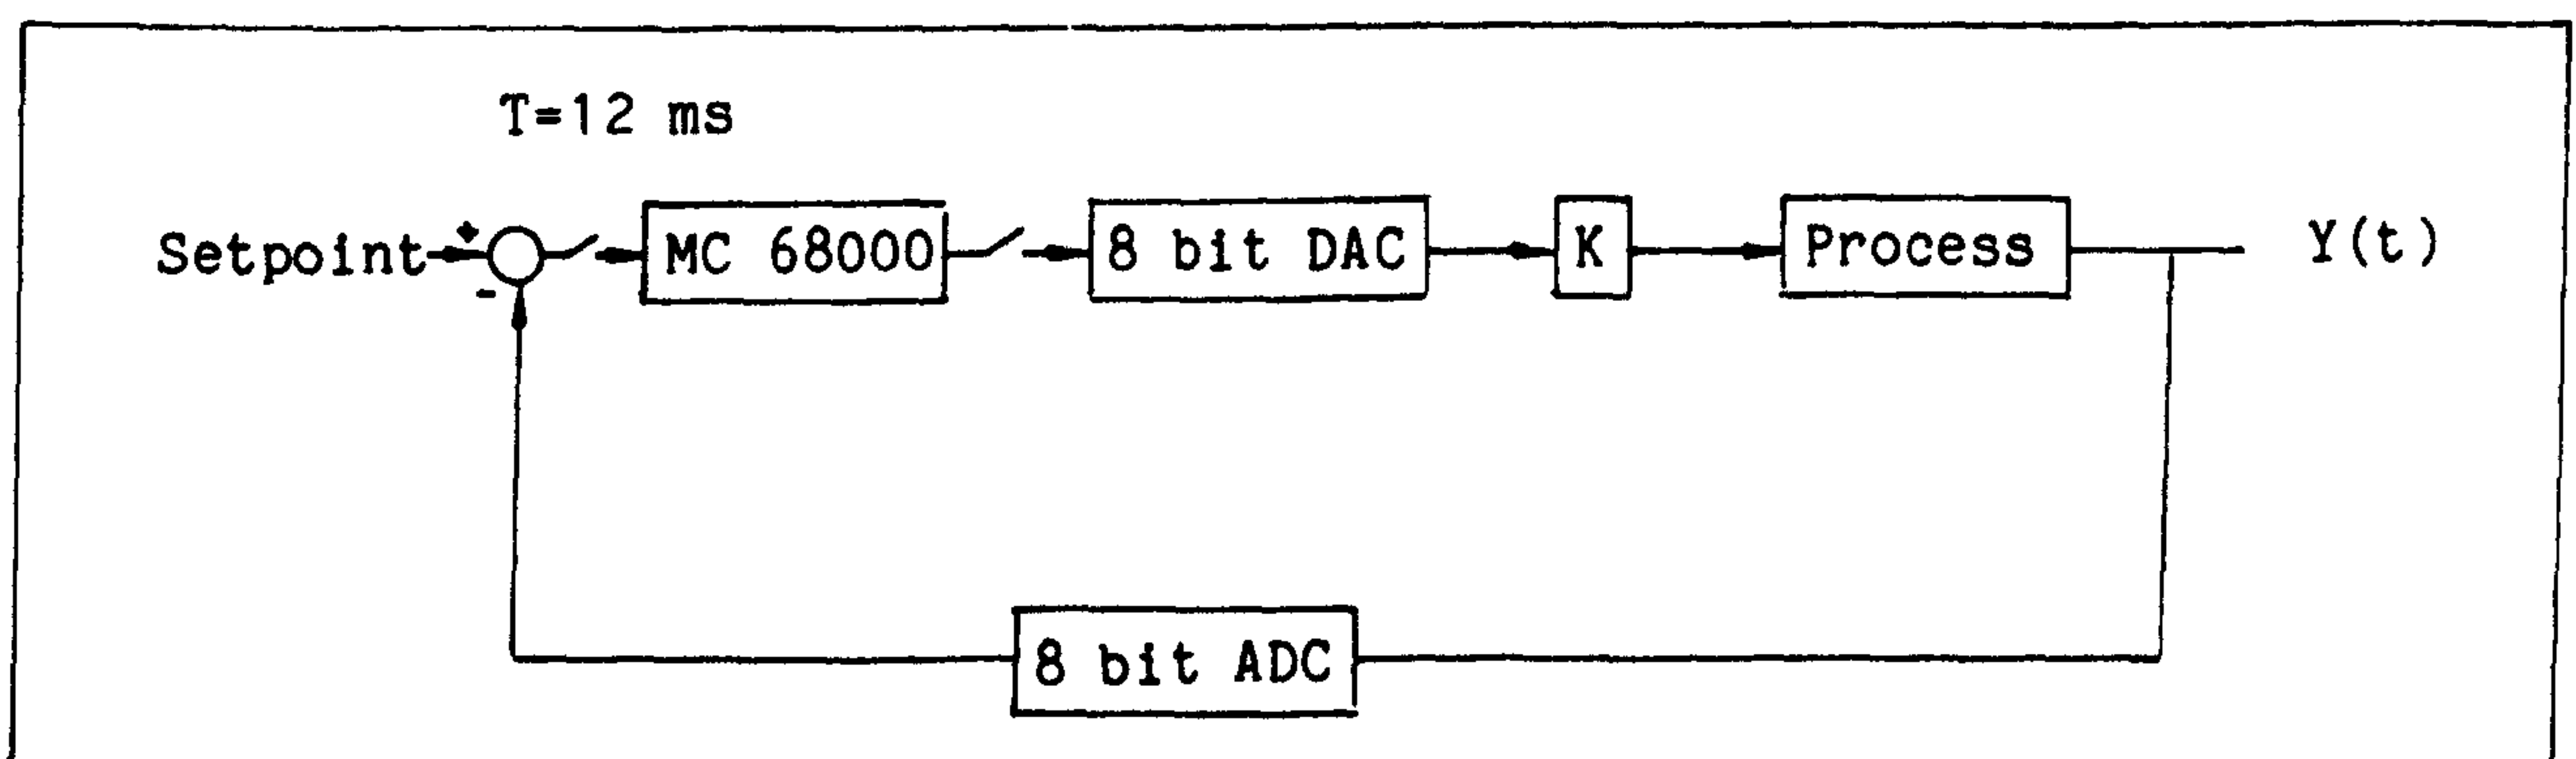 T=12 ms
Setpoint + - MC 68000 8 bit DAC K Process Y(t)
8 bit ADC